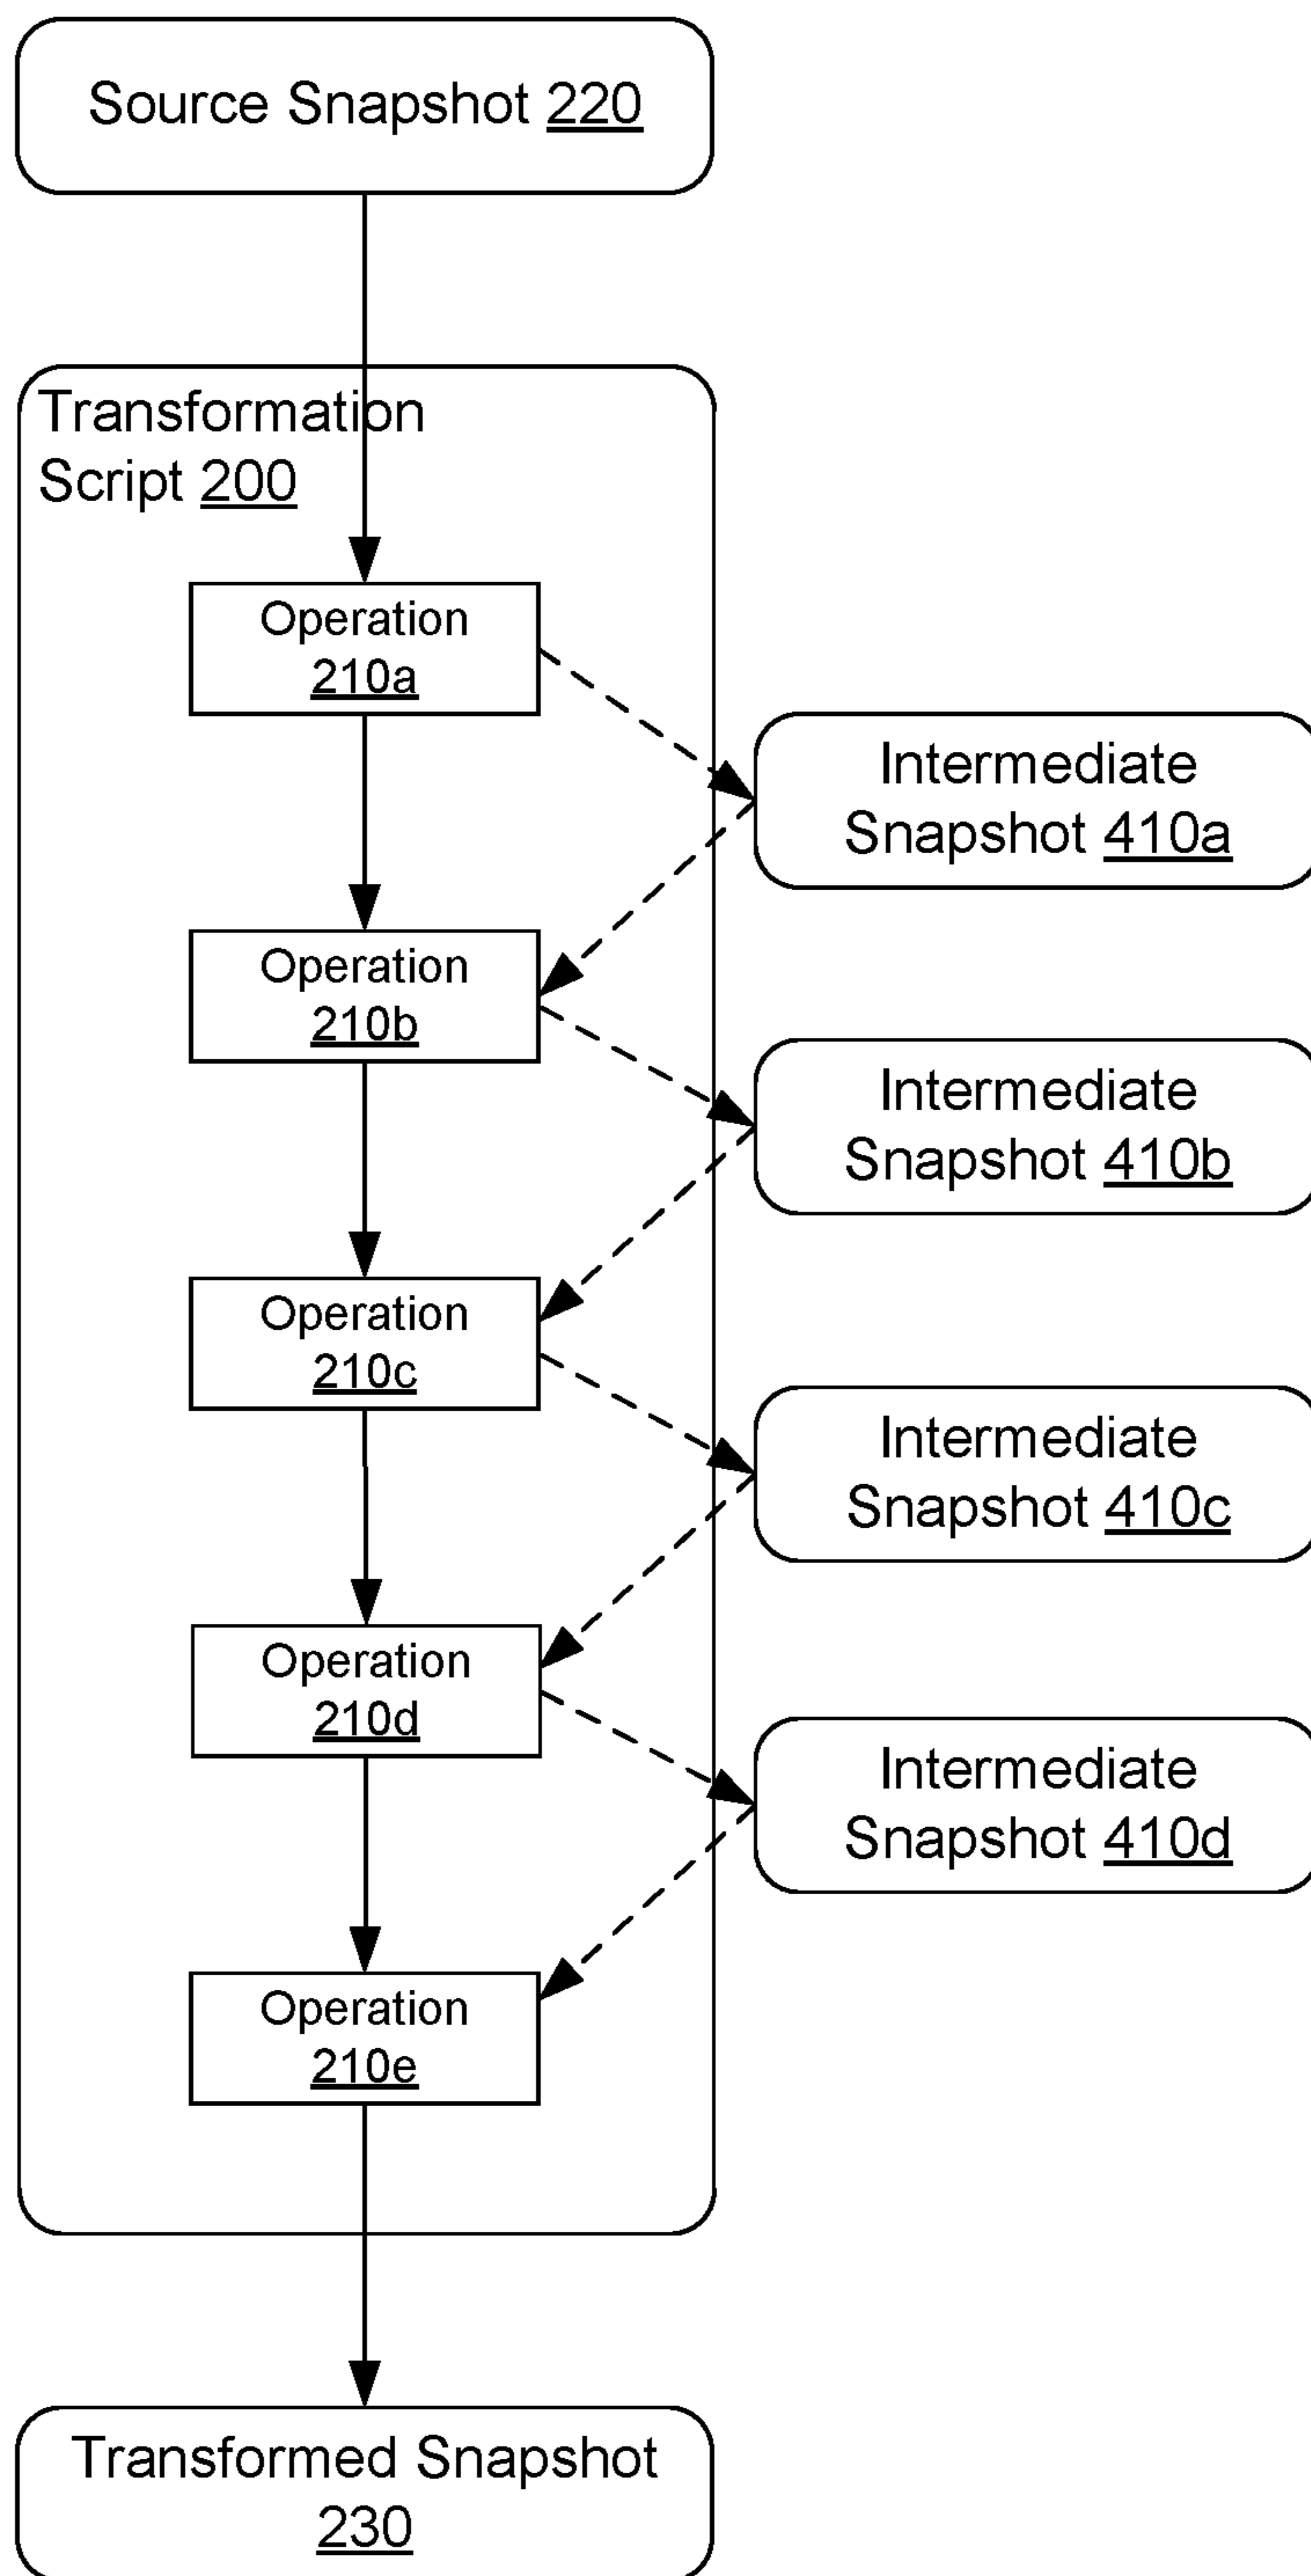 Source Snapshot 220
Transformation
Script 200
Operation
210a
Intermediate
Snapshot 410a
Operation
210b
Intermediate
Snapshot 410b
Operation
210c
Intermediate
Snapshot 410c
Operation
210d
Intermediate
Snapshot 410d
Operation
210e
Transformed Snapshot
230